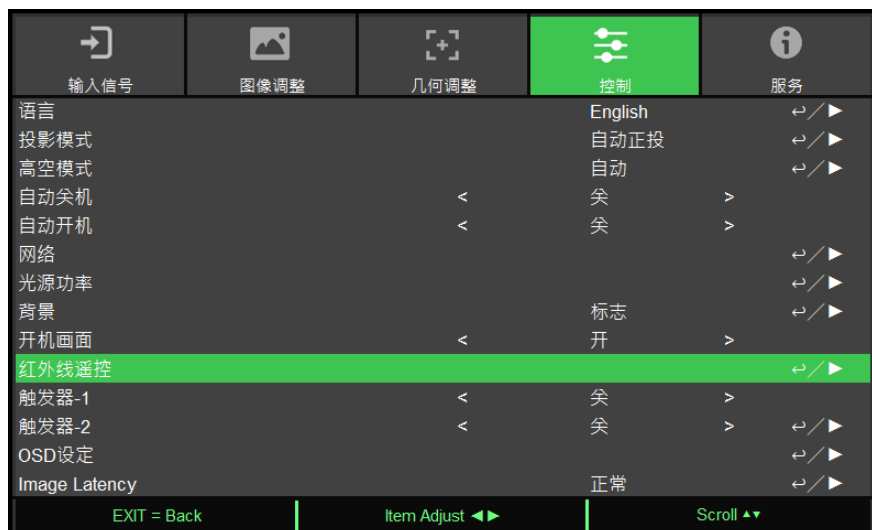 输入信号 图像调整 几何调整 控制 服务
语言 English ↩／▶
投影模式 自动正投 ↩／▶
高空模式 自动 ↩／▶
自动关机 < 关 >
自动开机 < 关 >
网络 ↩／▶
光源功率 ↩／▶
背景 标志 ↩／▶
开机画面 < 开 >
红外线遥控 ↩／▶
触发器-1 < 关 >
触发器-2 < 关 > ↩／▶
OSD设定 ↩／▶
Image Latency 正常 ↩／▶
EXIT = Back Item Adjust ◀▶ Scroll ▲▼